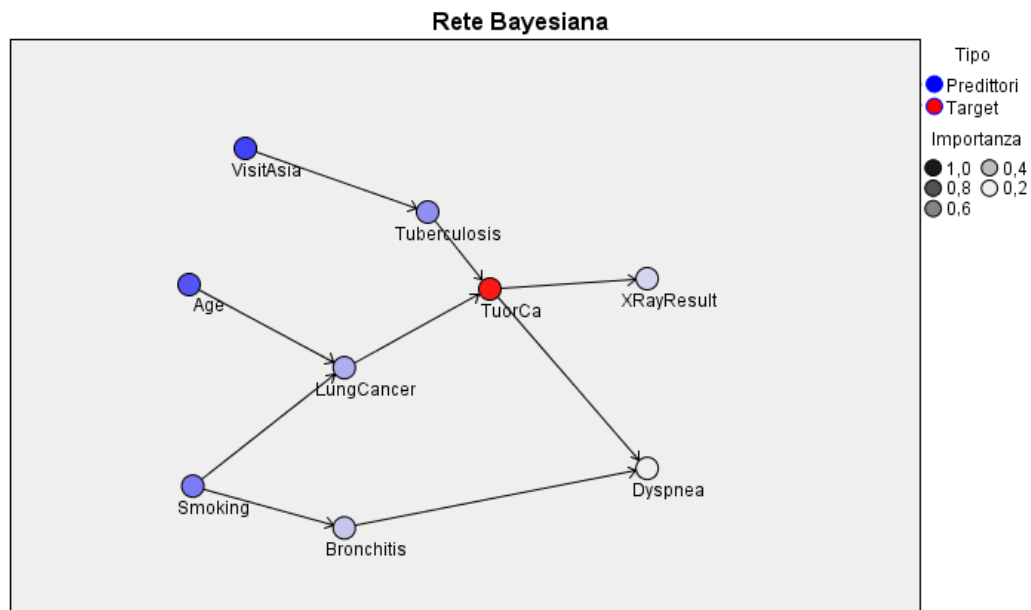 Rete Bayesiana
Tipo
Predittori
Target
Importanza
1,0 0,4
0,8 0,2
0,6
VisitAsia
Tuberculosis
Age
TuorCa
XRayResult
LungCancer
Smoking
Dyspnea
Bronchitis